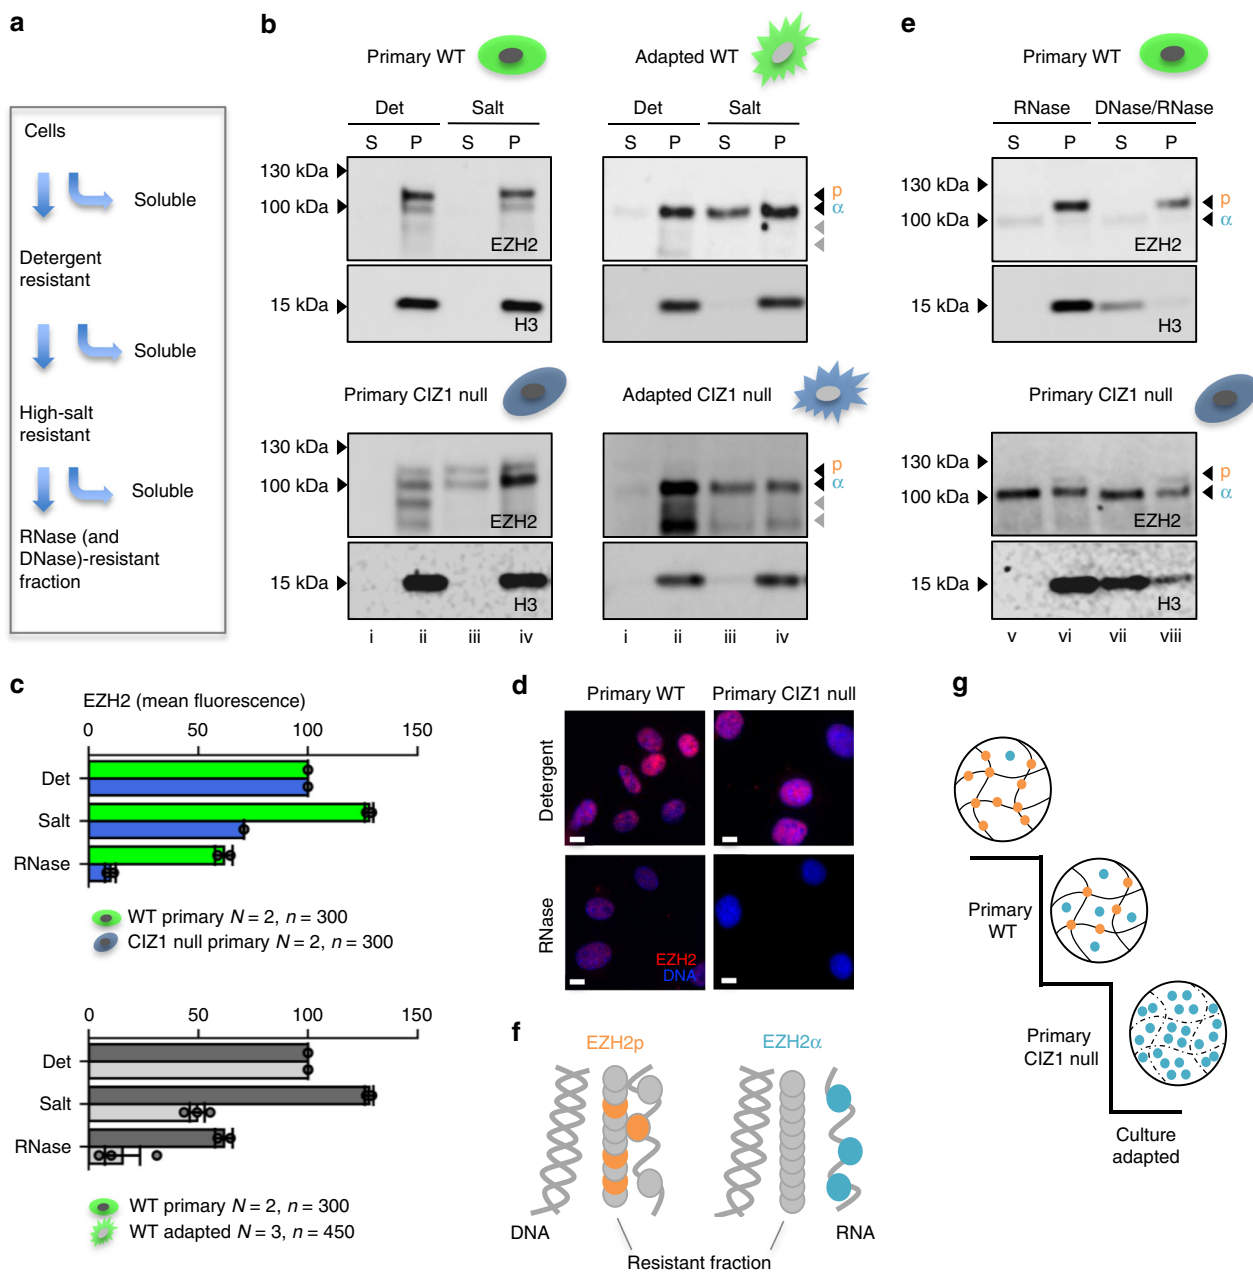 a
Cells
Soluble
Detergent
resistant
Soluble
High-salt
resistant
Soluble
RNase (and
DNase)-resistant
fraction
b
Primary WT
Adapted WT
Det Salt
Det Salt
S P S P
S P S P
130 kDa
100 kDa
EZH2
p
α
15 kDa
H3
Primary CIZ1 null
Adapted CIZ1 null
130 kDa
100 kDa
EZH2
p
α
15 kDa
H3
i ii iii iv
i ii iii iv
e
Primary WT
RNase DNase/RNase
S P S P
130 kDa
100 kDa
EZH2
p
α
15 kDa
H3
Primary CIZ1 null
130 kDa
100 kDa
EZH2
p
α
15 kDa
H3
v vi vii viii
c
EZH2 (mean fluorescence)
0 50 100 150
Det
Salt
RNase
WT primary N = 2, n = 300
CIZ1 null primary N = 2, n = 300
0 50 100 150
Det
Salt
RNase
WT primary N = 2, n = 300
WT adapted N = 3, n = 450
d
Primary WT Primary CIZ1 null
Detergent
RNase
EZH2
DNA
f
EZH2p EZH2α
DNA RNA
Resistant fraction
g
Primary
WT
Primary
CIZ1 null
Culture
adapted